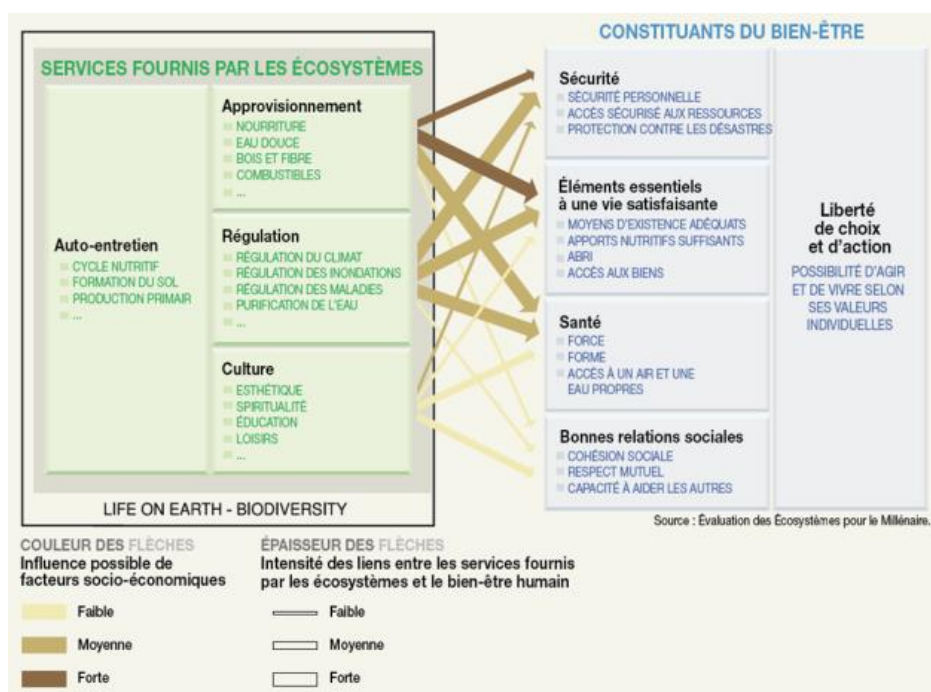 CONSTITUANTS DU BIEN-ÊTRE
SERVICES FOURNIS PAR LES ÉCOSYSTÈMES
Auto-entretien
CYCLE NUTRITIF
FORMATION DU SOL
PRODUCTION PRIMAIR
...
Approvisionnement
NOURRITURE
EAU DOUCE
BOIS ET FIBRE
COMBUSTIBLES
...
Régulation
RÉGULATION DU CLIMAT
RÉGULATION DES INONDATIONS
RÉGULATION DES MALADIES
PURIFICATION DE L'EAU
...
Culture
ESTHÉTIQUE
SPIRITUALITÉ
ÉDUCATION
LOISIRS
...
LIFE ON EARTH - BIODIVERSITY
Sécurité
SÉCURITÉ PERSONNELLE
ACCÈS SÉCURISÉ AUX RESSOURCES
PROTECTION CONTRE LES DÉSASTRES
Éléments essentiels
à une vie satisfaisante
MOYENS D'EXISTENCE ADÉQUATS
APPORTS NUTRITIFS SUFFISANTS
ABRI
ACCÈS AUX BIENS
Santé
FORCE
FORME
ACCÈS À UN AIR ET UNE
EAU PROPRES
Bonnes relations sociales
COHÉSION SOCIALE
RESPECT MUTUEL
CAPACITÉ À AIDER LES AUTRES
Liberté
de choix
et d'action
POSSIBILITÉ D'AGIR
ET DE VIVRE SELON
SES VALEURS
INDIVIDUELLES
Source : Évaluation des Écosystèmes pour le Millénaire.
COULEUR DES FLÈCHES
Influence possible de
facteurs socio-économiques
Faible
Moyenne
Forte
ÉPAISSEUR DES FLÈCHES
Intensité des liens entre les services fournis
par les écosystèmes et le bien-être humain
Faible
Moyenne
Forte